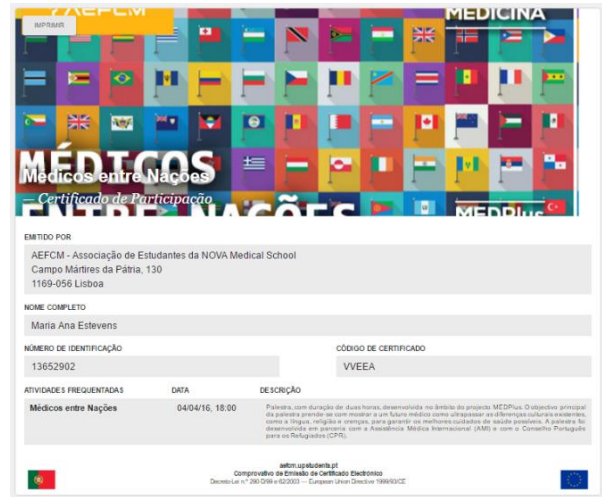 AEFCM
MEDICINA
IMPRIMIR
MÉDICOS
Médicos entre Nações
— Certificado de Participação
ENTRE NAÇÕES
MEDPlus
EMITIDO POR
AEFCM - Associação de Estudantes da NOVA Medical School
Campo Mártires da Pátria, 130
1169-056 Lisboa
NOME COMPLETO
Maria Ana Estevens
NÚMERO DE IDENTIFICAÇÃO
CÓDIGO DE CERTIFICADO
13652902
VVEEA
ATIVIDADES FREQUENTADAS DATA DESCRIÇÃO
Médicos entre Nações 04/04/16, 18:00
Palestra, com duração de duas horas, desenvolvida no âmbito do projecto MEDPlus. O objectivo principal
da palestra prende-se com mostrar a um futuro médico como ultrapassar as diferenças culturais existentes,
como a língua, religião e crenças, para garantir os melhores cuidados de saúde possíveis. A palestra foi
desenvolvida em parceria com a Assistência Médica Internacional (AMI) e com o Conselho Português
para os Refugiados (CPR).
aefcm.upstudents.pt
Comprovativo de Emissão de Certificado Electrónico
Decreto-Lei n.º 290-D/99 e 62/2003 — European Union Directive 1999/93/CE